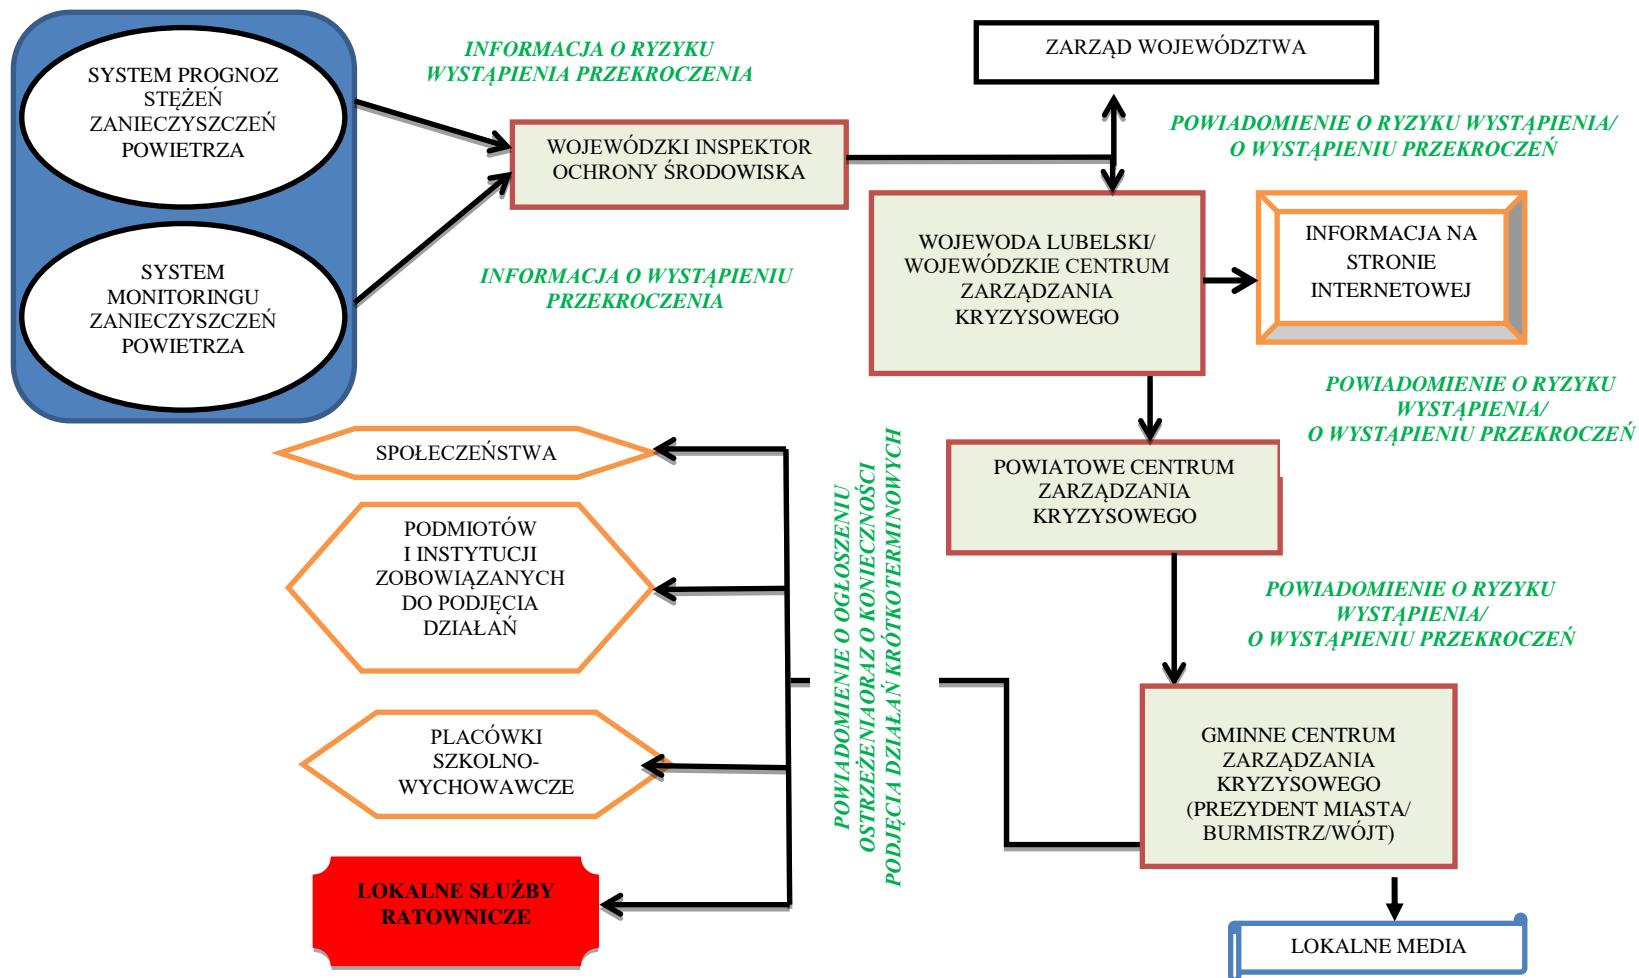 SYSTEM PROGNOZ
STĘŻEŃ
ZANIECZYSZCZEŃ
POWIETRZA
SYSTEM
MONITORINGU
ZANIECZYSZCZEŃ
POWIETRZA
INFORMACJA O RYZYKU
WYSTĄPIENIA PRZEKROCZENIA
WOJEWÓDZKI INSPEKTOR
OCHRONY ŚRODOWISKA
INFORMACJA O WYSTĄPIENIU
PRZEKROCZENIA
ZARZĄD WOJEWÓDZTWA
POWIADOMIENIE O RYZYKU WYSTĄPIENIA/
O WYSTĄPIENIU PRZEKROCZEŃ
WOJEWODA LUBELSKI/
WOJEWÓDZKIE CENTRUM
ZARZĄDZANIA
KRYZYSOWEGO
INFORMACJA NA
STRONIE
INTERNETOWEJ
POWIADOMIENIE O RYZYKU
WYSTĄPIENIA/
O WYSTĄPIENIU PRZEKROCZEŃ
POWIATOWE CENTRUM
ZARZĄDZANIA
KRYZYSOWEGO
POWIADOMIENIE O RYZYKU
WYSTĄPIENIA/
O WYSTĄPIENIU PRZEKROCZEŃ
GMINNE CENTRUM
ZARZĄDZANIA
KRYZYSOWEGO
(PREZYDENT MIASTA/
BURMISTRZ/WÓJT)
LOKALNE MEDIA
POWIADOMIENIE O OGŁOSZENIU
OSTRZEŻENIAORAZ O KONIECZNOŚCI
PODJĘCIA DZIAŁAŃ KRÓTKOTERMINOWYCH
SPOŁECZEŃSTWA
PODMIOTÓW
I INSTYTUCJI
ZOBOWIĄZANYCH
DO PODJĘCIA
DZIAŁAŃ
PLACÓWKI
SZKOLNO-
WYCHOWAWCZE
LOKALNE SŁUŻBY
RATOWNICZE